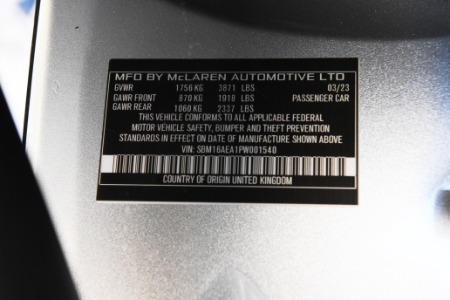 MFD BY McLAREN AUTOMOTIVE LTD
GVWR 1756 KG 3871 LBS 03/23
GAWR FRONT 870 KG 1918 LBS PASSENGER CAR
GAWR REAR 1060 KG 2337 LBS
THIS VEHICLE CONFORMS TO ALL APPLICABLE FEDERAL
MOTOR VEHICLE SAFETY, BUMPER AND THEFT PREVENTION
STANDARDS IN EFFECT ON DATE OF MANUFACTURE SHOWN ABOVE
VIN: SBM16AEA1PW001540
COUNTRY OF ORIGIN UNITED KINGDOM